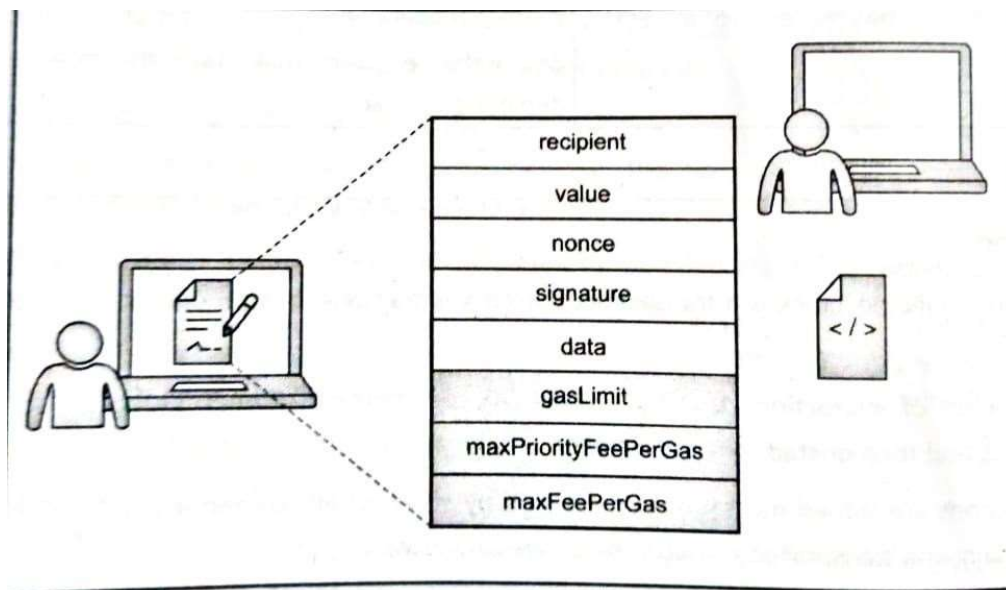 recipient
value
nonce
signature
data
gasLimit
maxPriorityFeePerGas
maxFeePerGas
</>